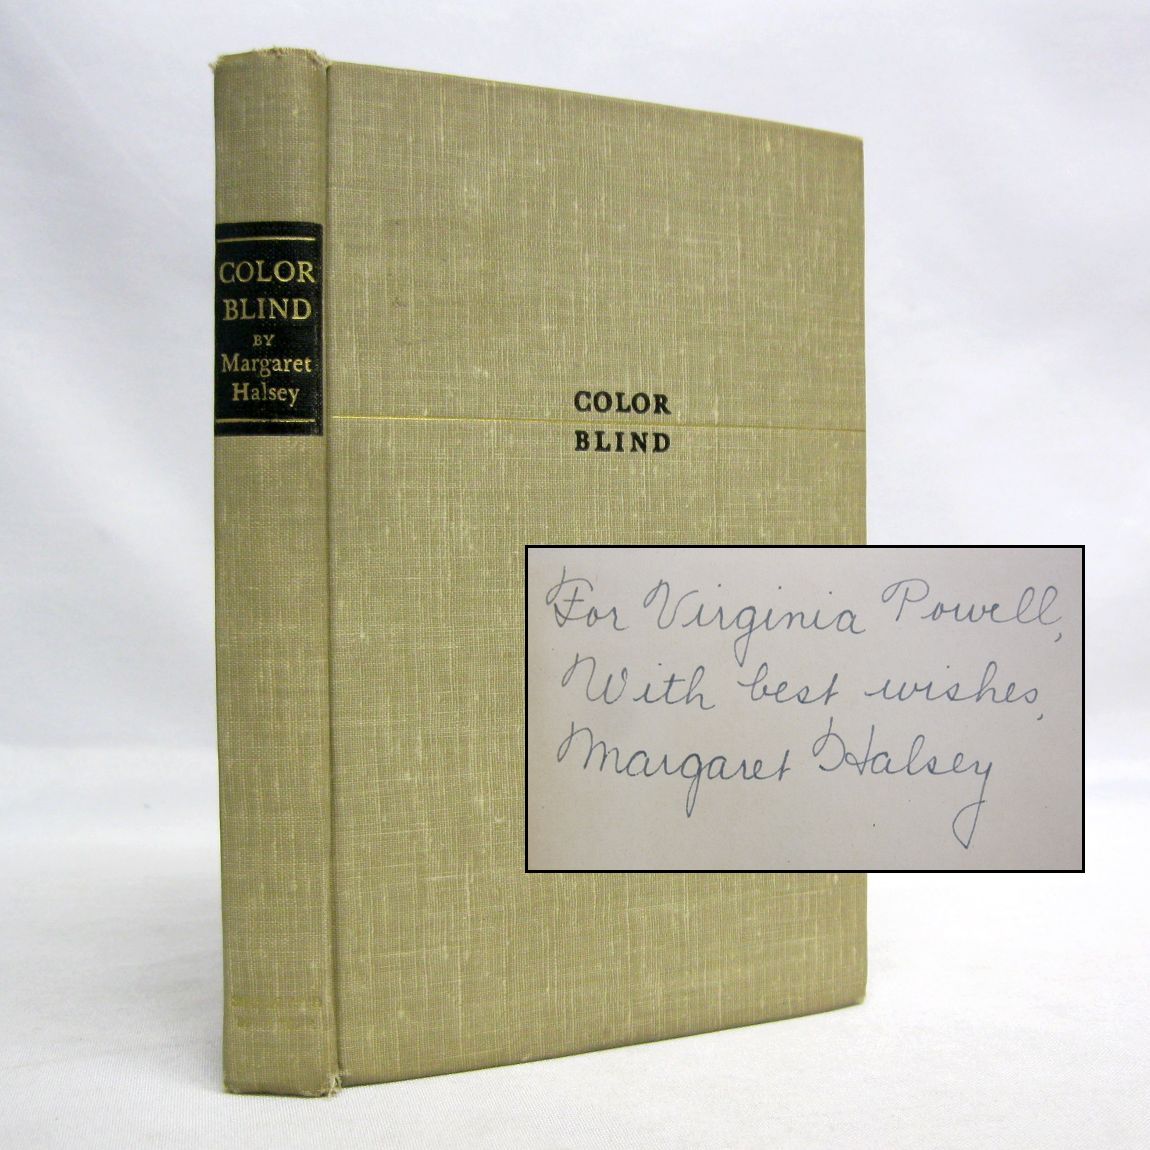 COLOR
BLIND
BY
Margaret
Halsey
COLOR
BLIND
For Virginia Powell,
With best wishes,
Margaret Halsey